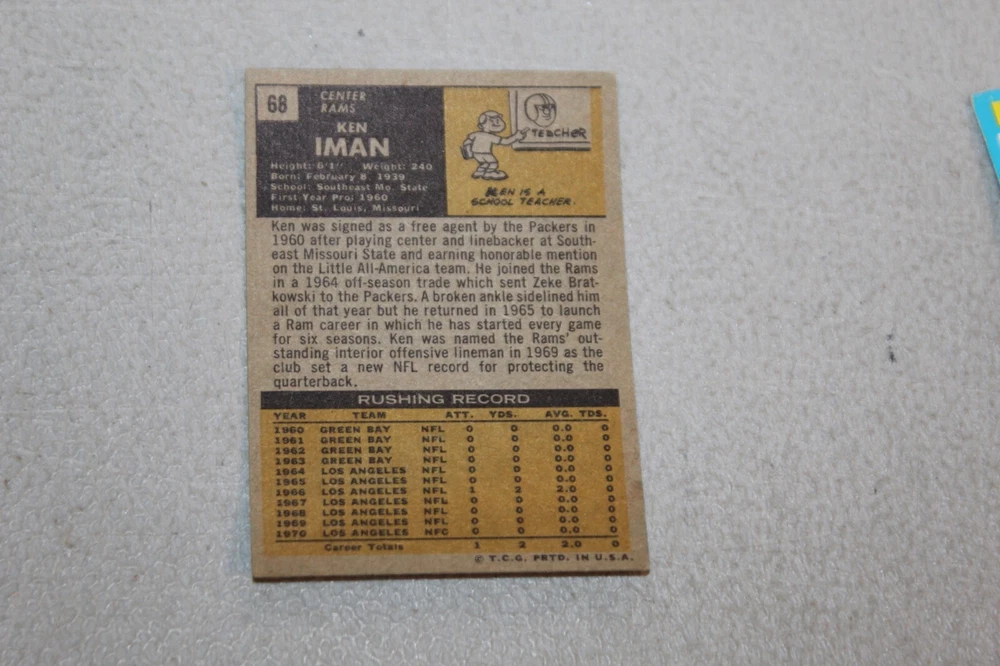 68
CENTER
RAMS
KEN
IMAN
Height: 6'1" Weight: 240
Born: February 8, 1939
School: Southeast Mo. State
First Year Pro: 1960
Home: St. Louis, Missouri
TEACHER
KEN IS A
SCHOOL TEACHER.
Ken was signed as a free agent by the Packers in
1960 after playing center and linebacker at South-
east Missouri State and earning honorable mention
on the Little All-America team. He joined the Rams
in a 1964 off-season trade which sent Zeke Brat-
kowski to the Packers. A broken ankle sidelined him
all of that year but he returned in 1965 to launch
a Ram career in which he has started every game
for six seasons. Ken was named the Rams' out-
standing interior offensive lineman in 1969 as the
club set a new NFL record for protecting the
quarterback.
RUSHING RECORD
YEAR TEAM ATT. YDS. AVG. TDS.
1960 GREEN BAY NFL 0 0 0.0 0
1961 GREEN BAY NFL 0 0 0.0 0
1962 GREEN BAY NFL 0 0 0.0 0
1963 GREEN BAY NFL 0 0 0.0 0
1964 LOS ANGELES NFL 0 0 0.0 0
1965 LOS ANGELES NFL 0 0 0.0 0
1966 LOS ANGELES NFL 1 2 2.0 0
1967 LOS ANGELES NFL 0 0 0.0 0
1968 LOS ANGELES NFL 0 0 0.0 0
1969 LOS ANGELES NFL 0 0 0.0 0
1970 LOS ANGELES NFC 0 0 0.0 0
Career Totals 1 2 2.0 0
© T.C.G. PRTD. IN U.S.A.